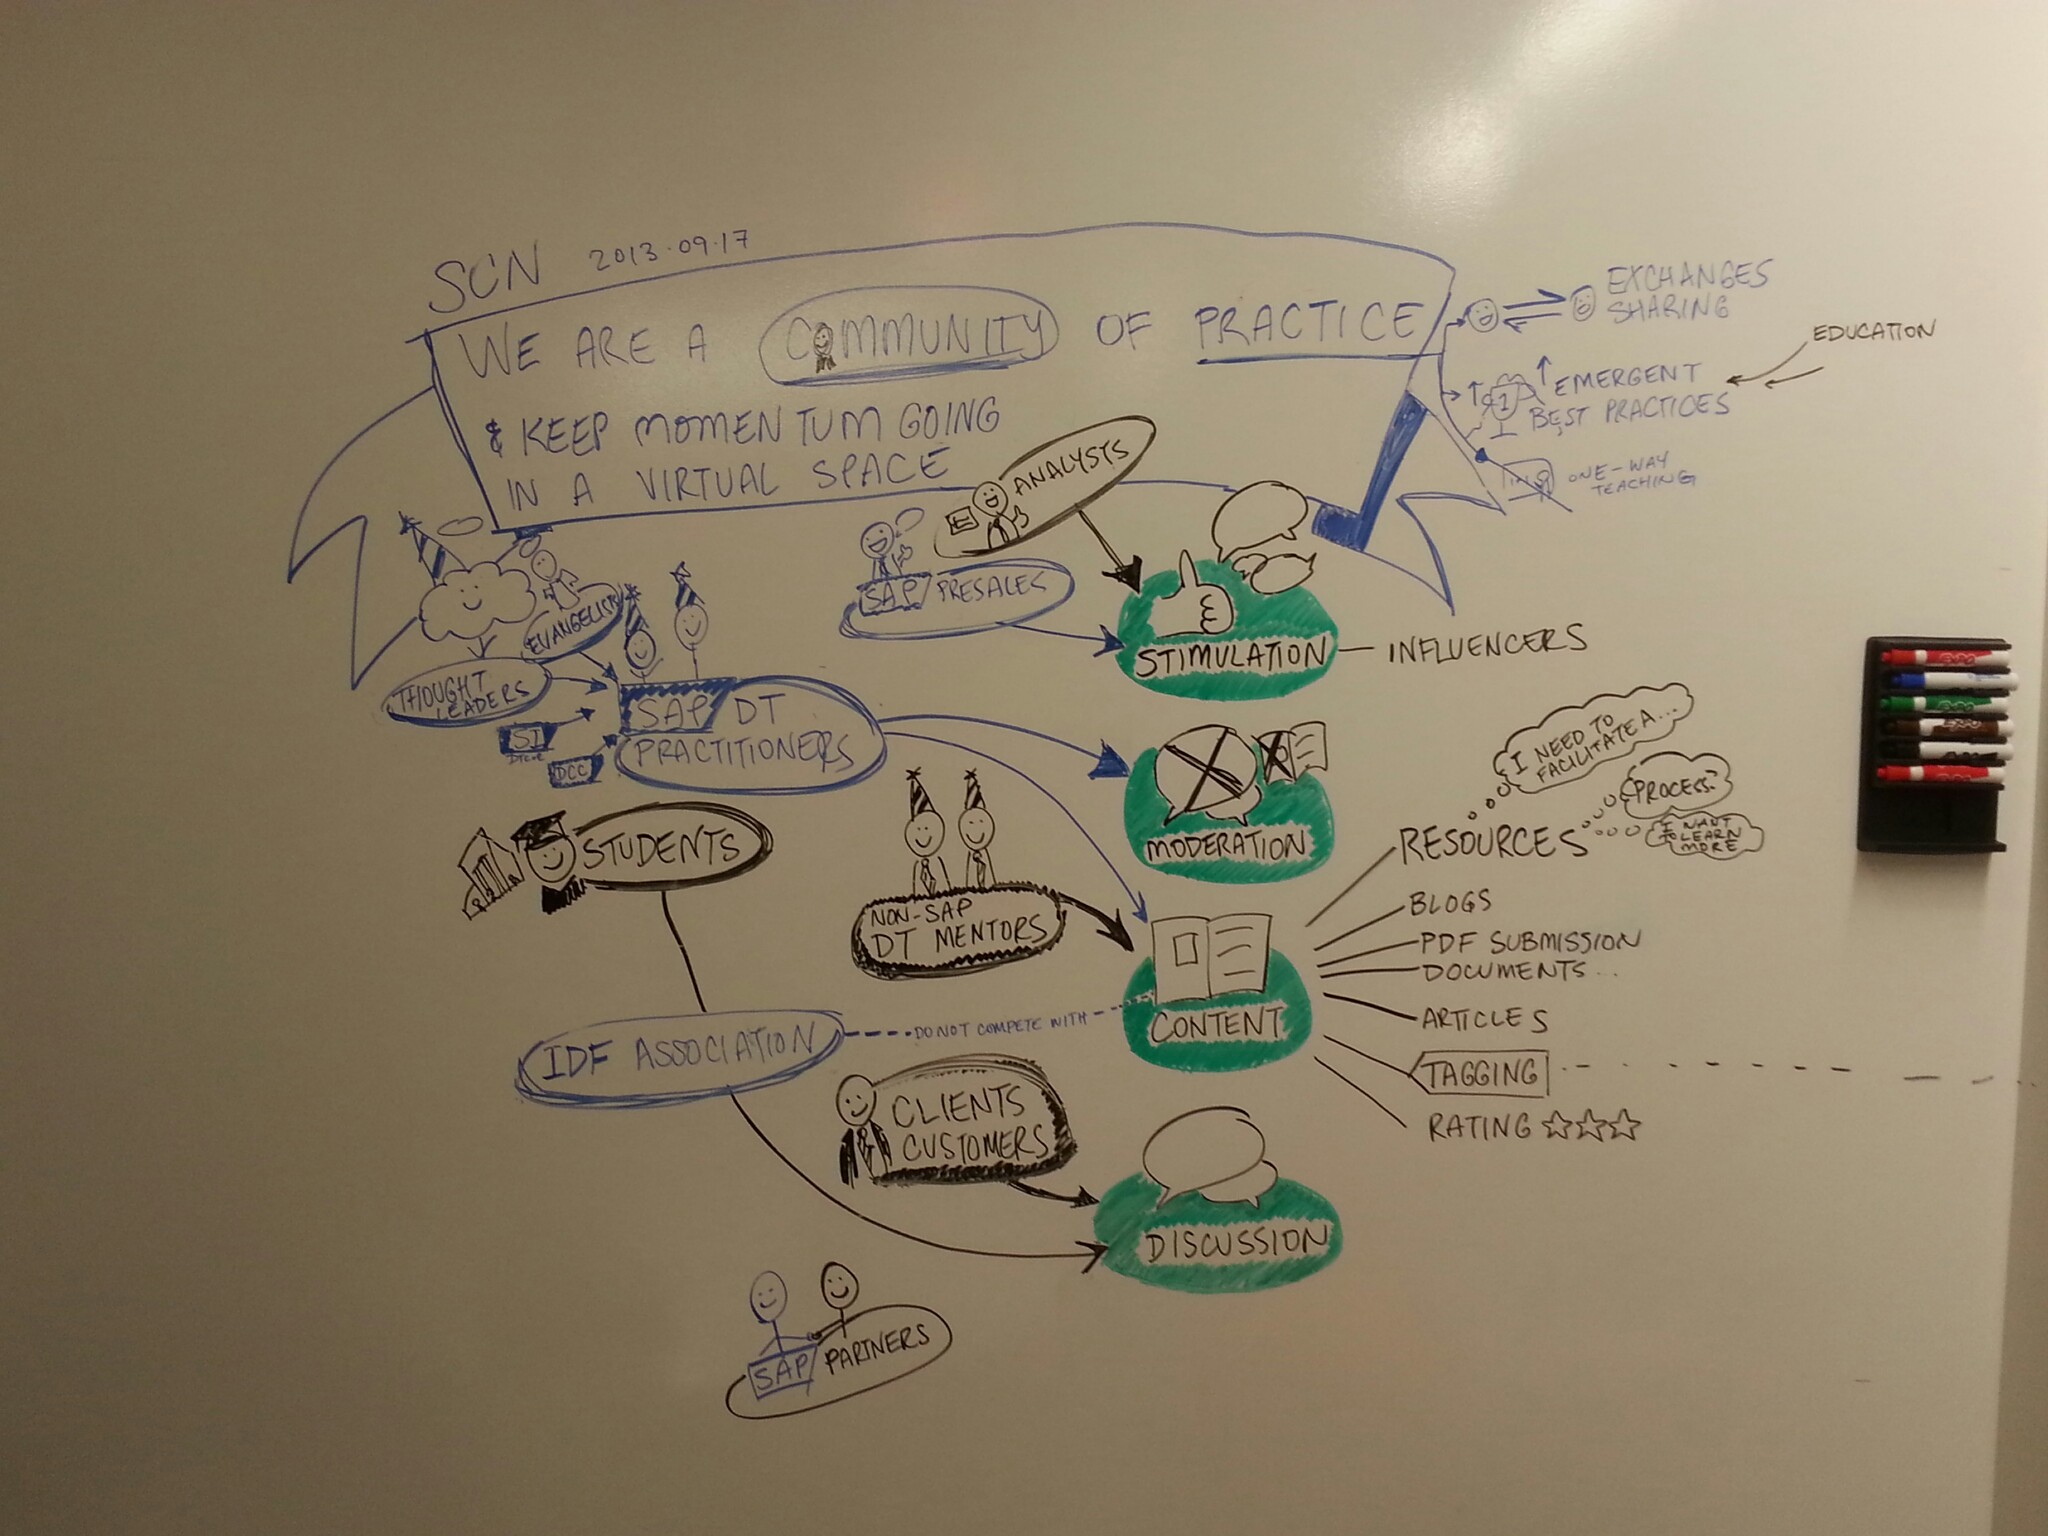 SCN 2013.09.17
WE ARE A COMMUNITY OF PRACTICE
& KEEP MOMENTUM GOING
IN A VIRTUAL SPACE
EXCHANGES
SHARING
EDUCATION
1
EMERGENT
BEST PRACTICES
ONE-WAY
TEACHING
ANALYSTS
SAP PRESALES
STIMULATION
INFLUENCERS
EVANGELISTS
THOUGHT
LEADERS
SI
DCC
SAP DT
PRACTITIONERS
MODERATION
STUDENTS
NON-SAP
DT MENTORS
I NEED TO
FACILITATE A...
PROCESS?
I WANT
TO LEARN
MORE
RESOURCES
BLOGS
PDF SUBMISSION
DOCUMENTS...
ARTICLES
TAGGING
RATING
CONTENT
IDF ASSOCIATION
DO NOT COMPETE WITH
CLIENTS
CUSTOMERS
DISCUSSION
SAP PARTNERS